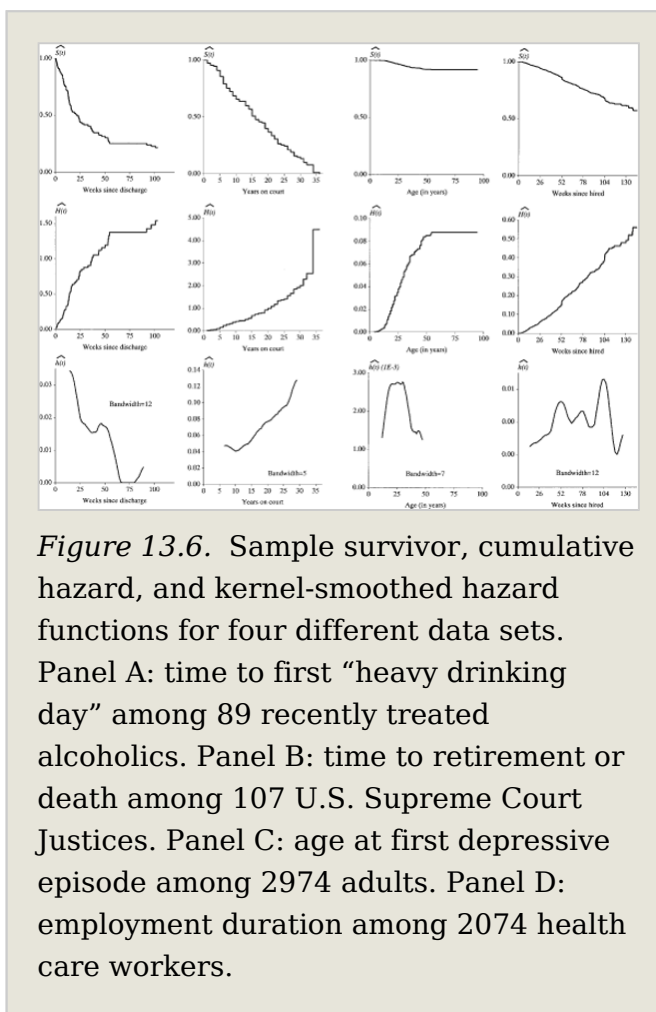 S(t)
S(t)
S(t)
S(t)
1.00
0.50
0.00
0 25 50 75 100
Weeks since discharge
1.00
0.50
0.00
0 5 10 15 20 25 30 35
Years on court
1.00
0.50
0.00
0 25 50 75 100
Age (in years)
1.00
0.50
0.00
0 26 52 78 104 130
Weeks since hired
H(t)
H(t)
H(t)
H(t)
1.50
1.00
0.50
0.00
0 25 50 75 100
Weeks since discharge
5.00
4.00
3.00
2.00
1.00
0.00
0 5 10 15 20 25 30 35
Years on court
0.10
0.08
0.06
0.04
0.02
0.00
0 25 50 75 100
Age (in years)
0.60
0.50
0.40
0.30
0.20
0.10
0.00
0 26 52 78 104 130
Weeks since hired
h(t)
h(t)
h(t) (1E-3)
h(t)
0.03
0.02
0.01
0.00
Bandwidth=12
0 25 50 75 100
Weeks since discharge
0.14
0.12
0.10
0.08
0.06
0.04
0.02
0.00
Bandwidth=5
0 5 10 15 20 25 30 35
Years on court
3.00
2.00
1.00
0.00
Bandwidth=7
0 25 50 75 100
Age (in years)
0.01
0.00
0.00
Bandwidth=12
0 26 52 78 104 130
Weeks since hired
Figure 13.6. Sample survivor, cumulative
hazard, and kernel-smoothed hazard
functions for four different data sets.
Panel A: time to first “heavy drinking
day” among 89 recently treated
alcoholics. Panel B: time to retirement or
death among 107 U.S. Supreme Court
Justices. Panel C: age at first depressive
episode among 2974 adults. Panel D:
employment duration among 2074 health
care workers.